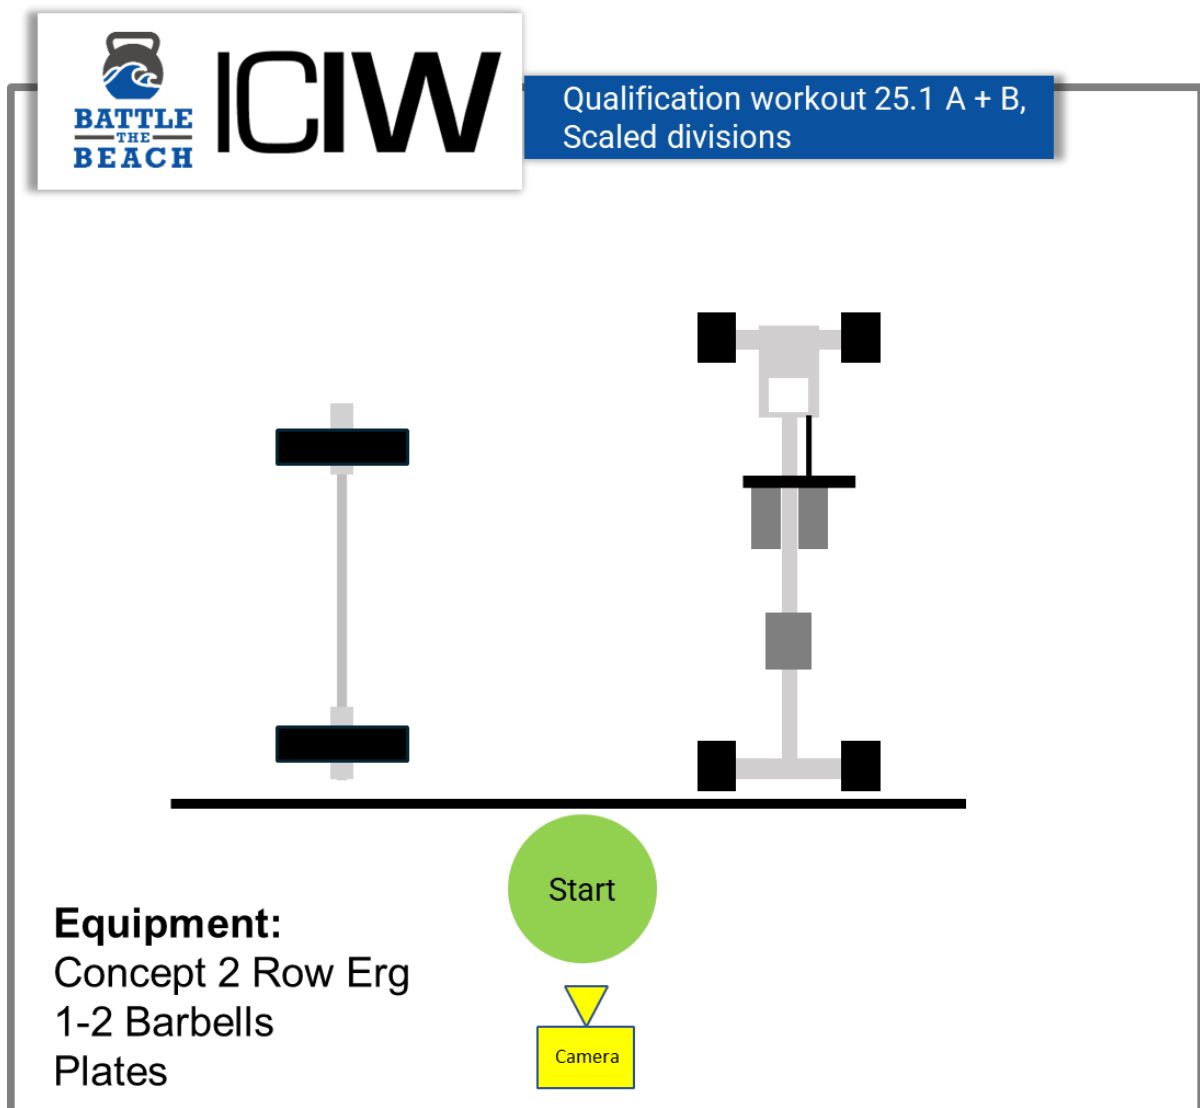 BATTLE
THE
BEACH
ICIW
Qualification workout 25.1 A + B,
Scaled divisions
Start
Equipment:
Concept 2 Row Erg
1-2 Barbells
Plates
Camera